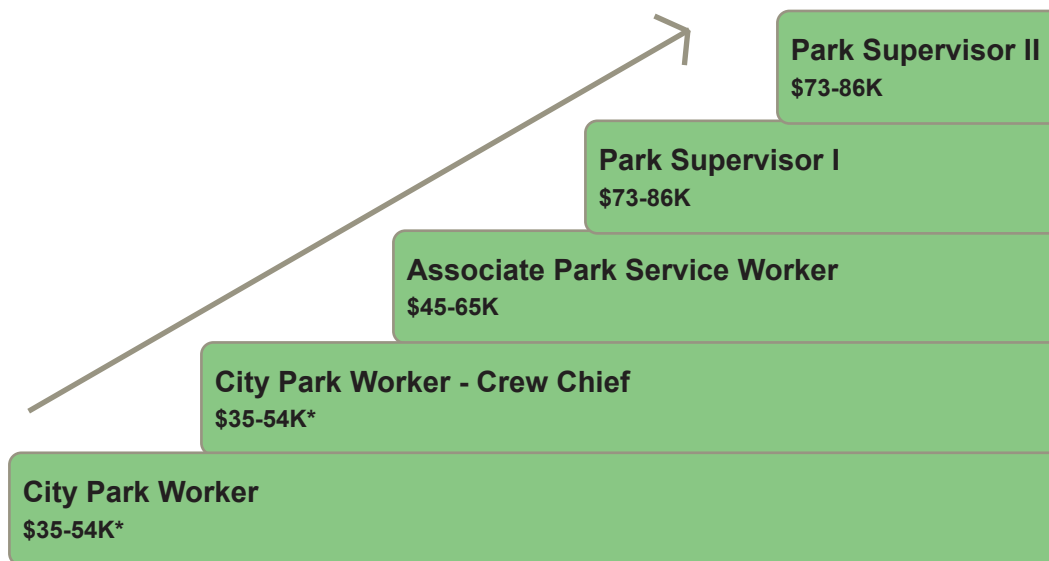 Park Supervisor II
$73-86K
Park Supervisor I
$73-86K
Associate Park Service Worker
$45-65K
City Park Worker - Crew Chief
$35-54K*
City Park Worker
$35-54K*